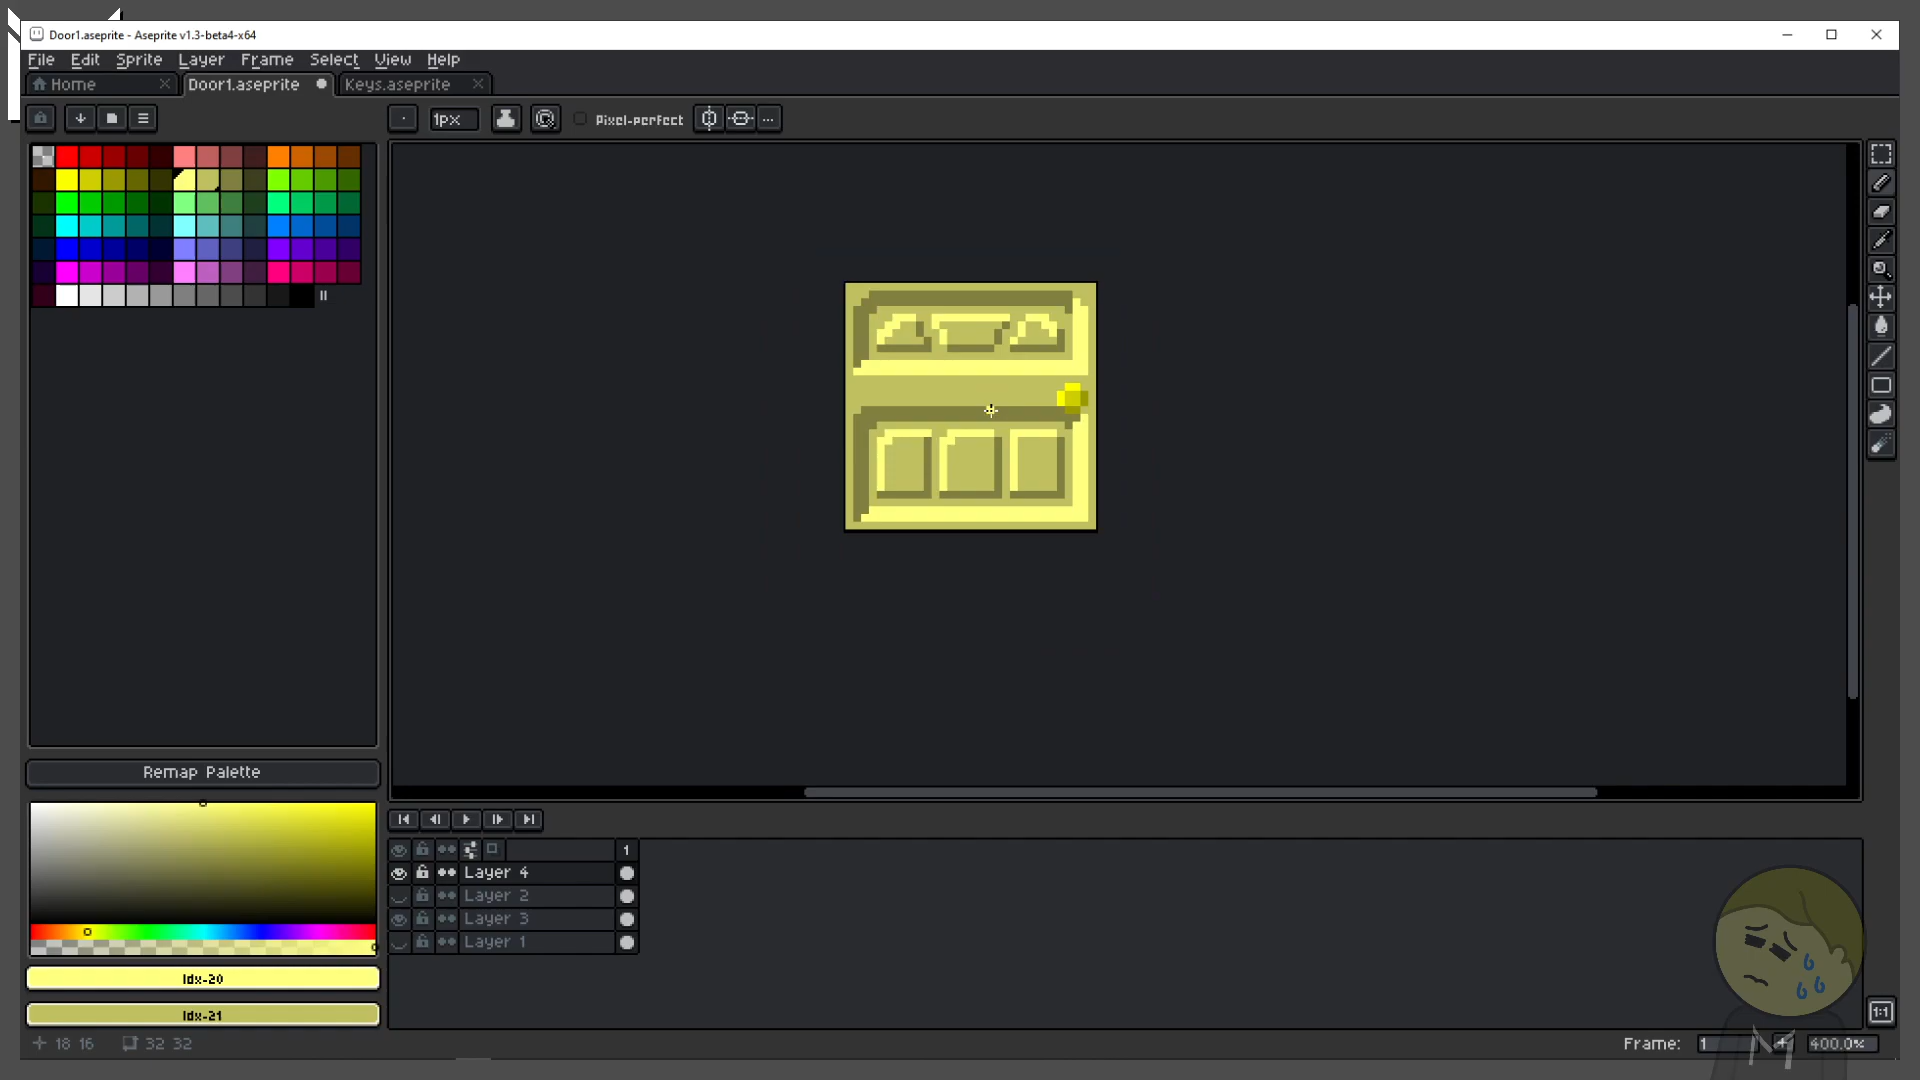 Door1.aseprite - Aseprite v1.3-beta4-x64
File Edit Sprite Layer Frame Select View Help
Home Door1.aseprite Keys.aseprite
1px Pixel-perfect ...
Remap Palette
1
Layer 4
Layer 2
Layer 3
Layer 1
Idx-20
Idx-21
1:1
18 16 32 32 Frame: 1 400.0%